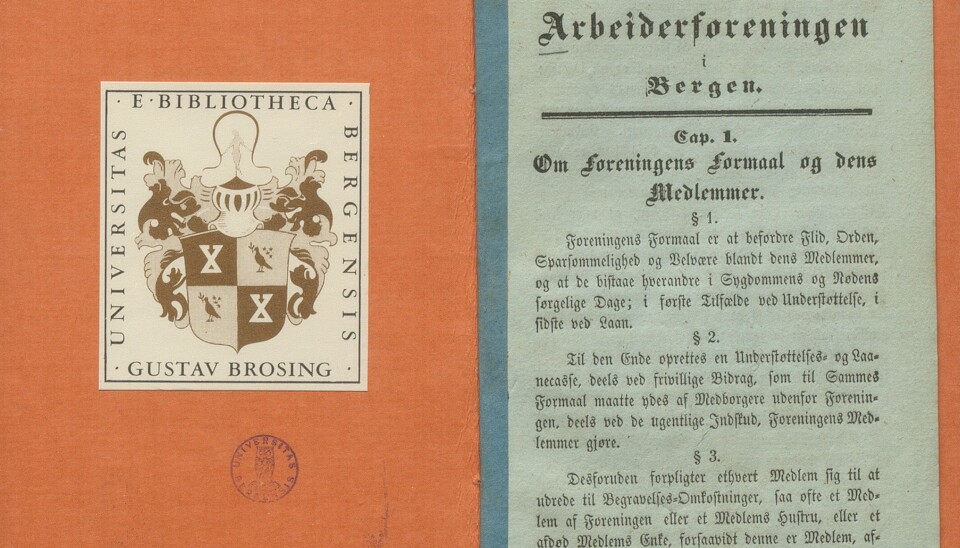 · E · BIBLIOTHECA ·
UNIVERSITAS
BERGENSIS
· GUSTAV BROSING ·
UNIVERSITAS
Arbeiderforeningen
i
Bergen.
Cap. 1.
Om Foreningens Formaal og dens
Medlemmer.
§ 1.
Foreningens Formaal er at befordre Flid, Orden,
Sparsommelighed og Velvære blandt dens Medlemmer,
og at de bistaae hverandre i Sygdommens og Nødens
sørgelige Dage; i første Tilfælde ved Understøttelse, i
sidste ved Laan.
§ 2.
Til den Ende oprettes en Understøttelses- og Laa-
necasse, deels ved frivillige Bidrag, som til Sammes
Formaal maatte ydes af Medborgere udenfor Forenin-
gen, deels ved de ugentlige Indskud, Foreningens Med-
lemmer gjøre.
§ 3.
Desforuden forpligter ethvert Medlem sig til at
udrede til Begravelses-Omkostninger, saa ofte et Med-
lem af Foreningen eller et Medlems Hustru, eller et
afdød Medlems Enke, forsaavidt denne er Medlem, af-